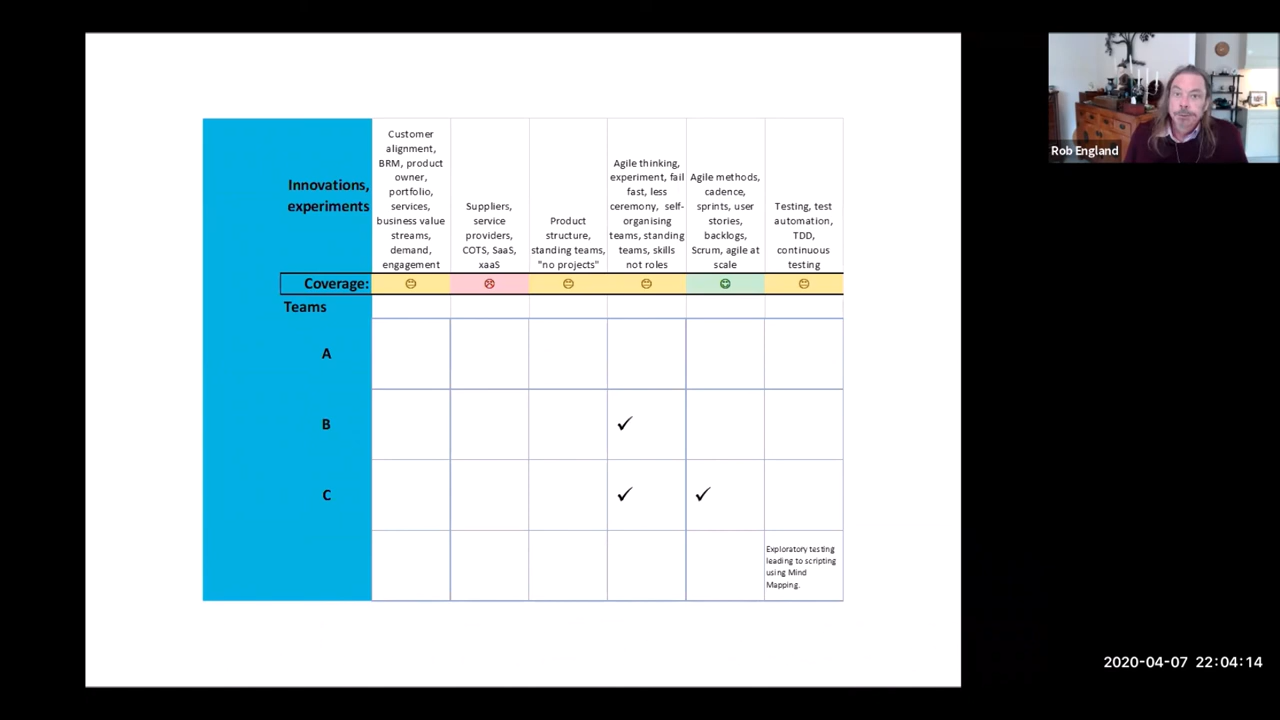 Innovations,
experiments
Customer
alignment,
BRM, product
owner,
portfolio,
services,
business value
streams,
demand,
engagement
Suppliers,
service
providers,
COTS, SaaS,
xaaS
Product
structure,
standing teams,
"no projects"
Agile thinking,
experiment, fail
fast, less
ceremony, self-
organising
teams, standing
teams, skills
not roles
Agile methods,
cadence,
sprints, user
stories,
backlogs,
Scrum, agile at
scale
Testing, test
automation,
TDD,
continuous
testing
Coverage:
Teams
A
B
✓
C
✓ ✓
Exploratory testing
leading to scripting
using Mind
Mapping.
Rob England
2020-04-07 22:04:14